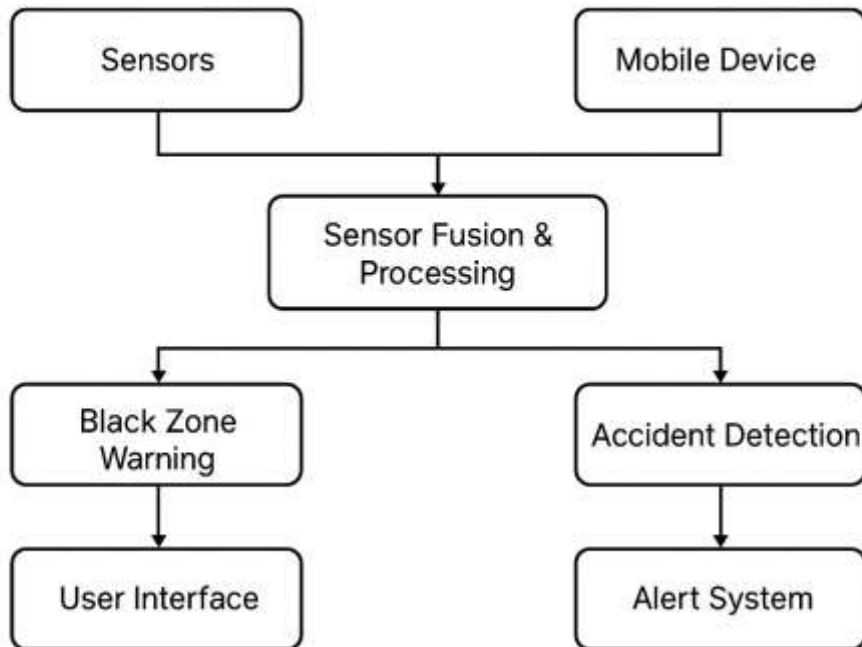 Sensors
Mobile Device
Sensor Fusion &
Processing
Black Zone
Warning
Accident Detection
User Interface
Alert System